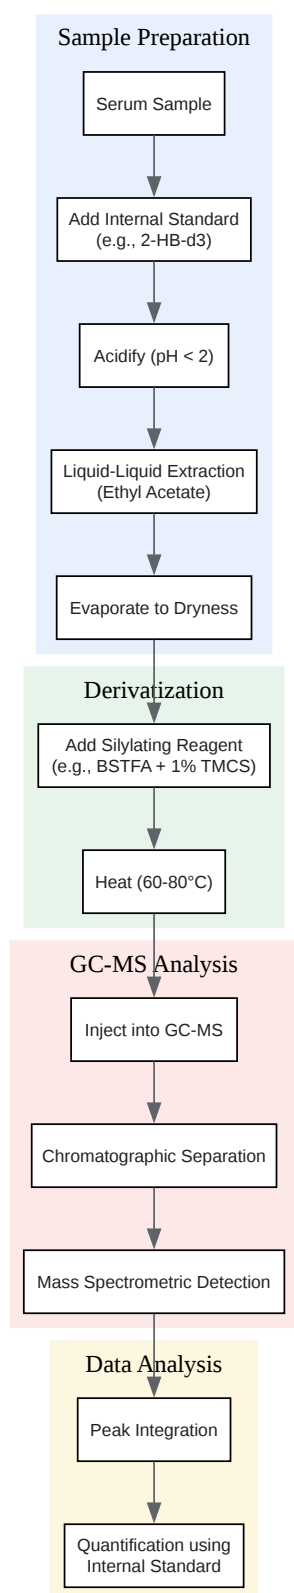 Sample Preparation
Serum Sample
Add Internal Standard
(e.g., 2-HB-d3)
Acidify (pH < 2)
Liquid-Liquid Extraction
(Ethyl Acetate)
Evaporate to Dryness
Derivatization
Add Silylating Reagent
(e.g., BSTFA + 1% TMCS)
Heat (60-80°C)
GC-MS Analysis
Inject into GC-MS
Chromatographic Separation
Mass Spectrometric Detection
Data Analysis
Peak Integration
Quantification using
Internal Standard